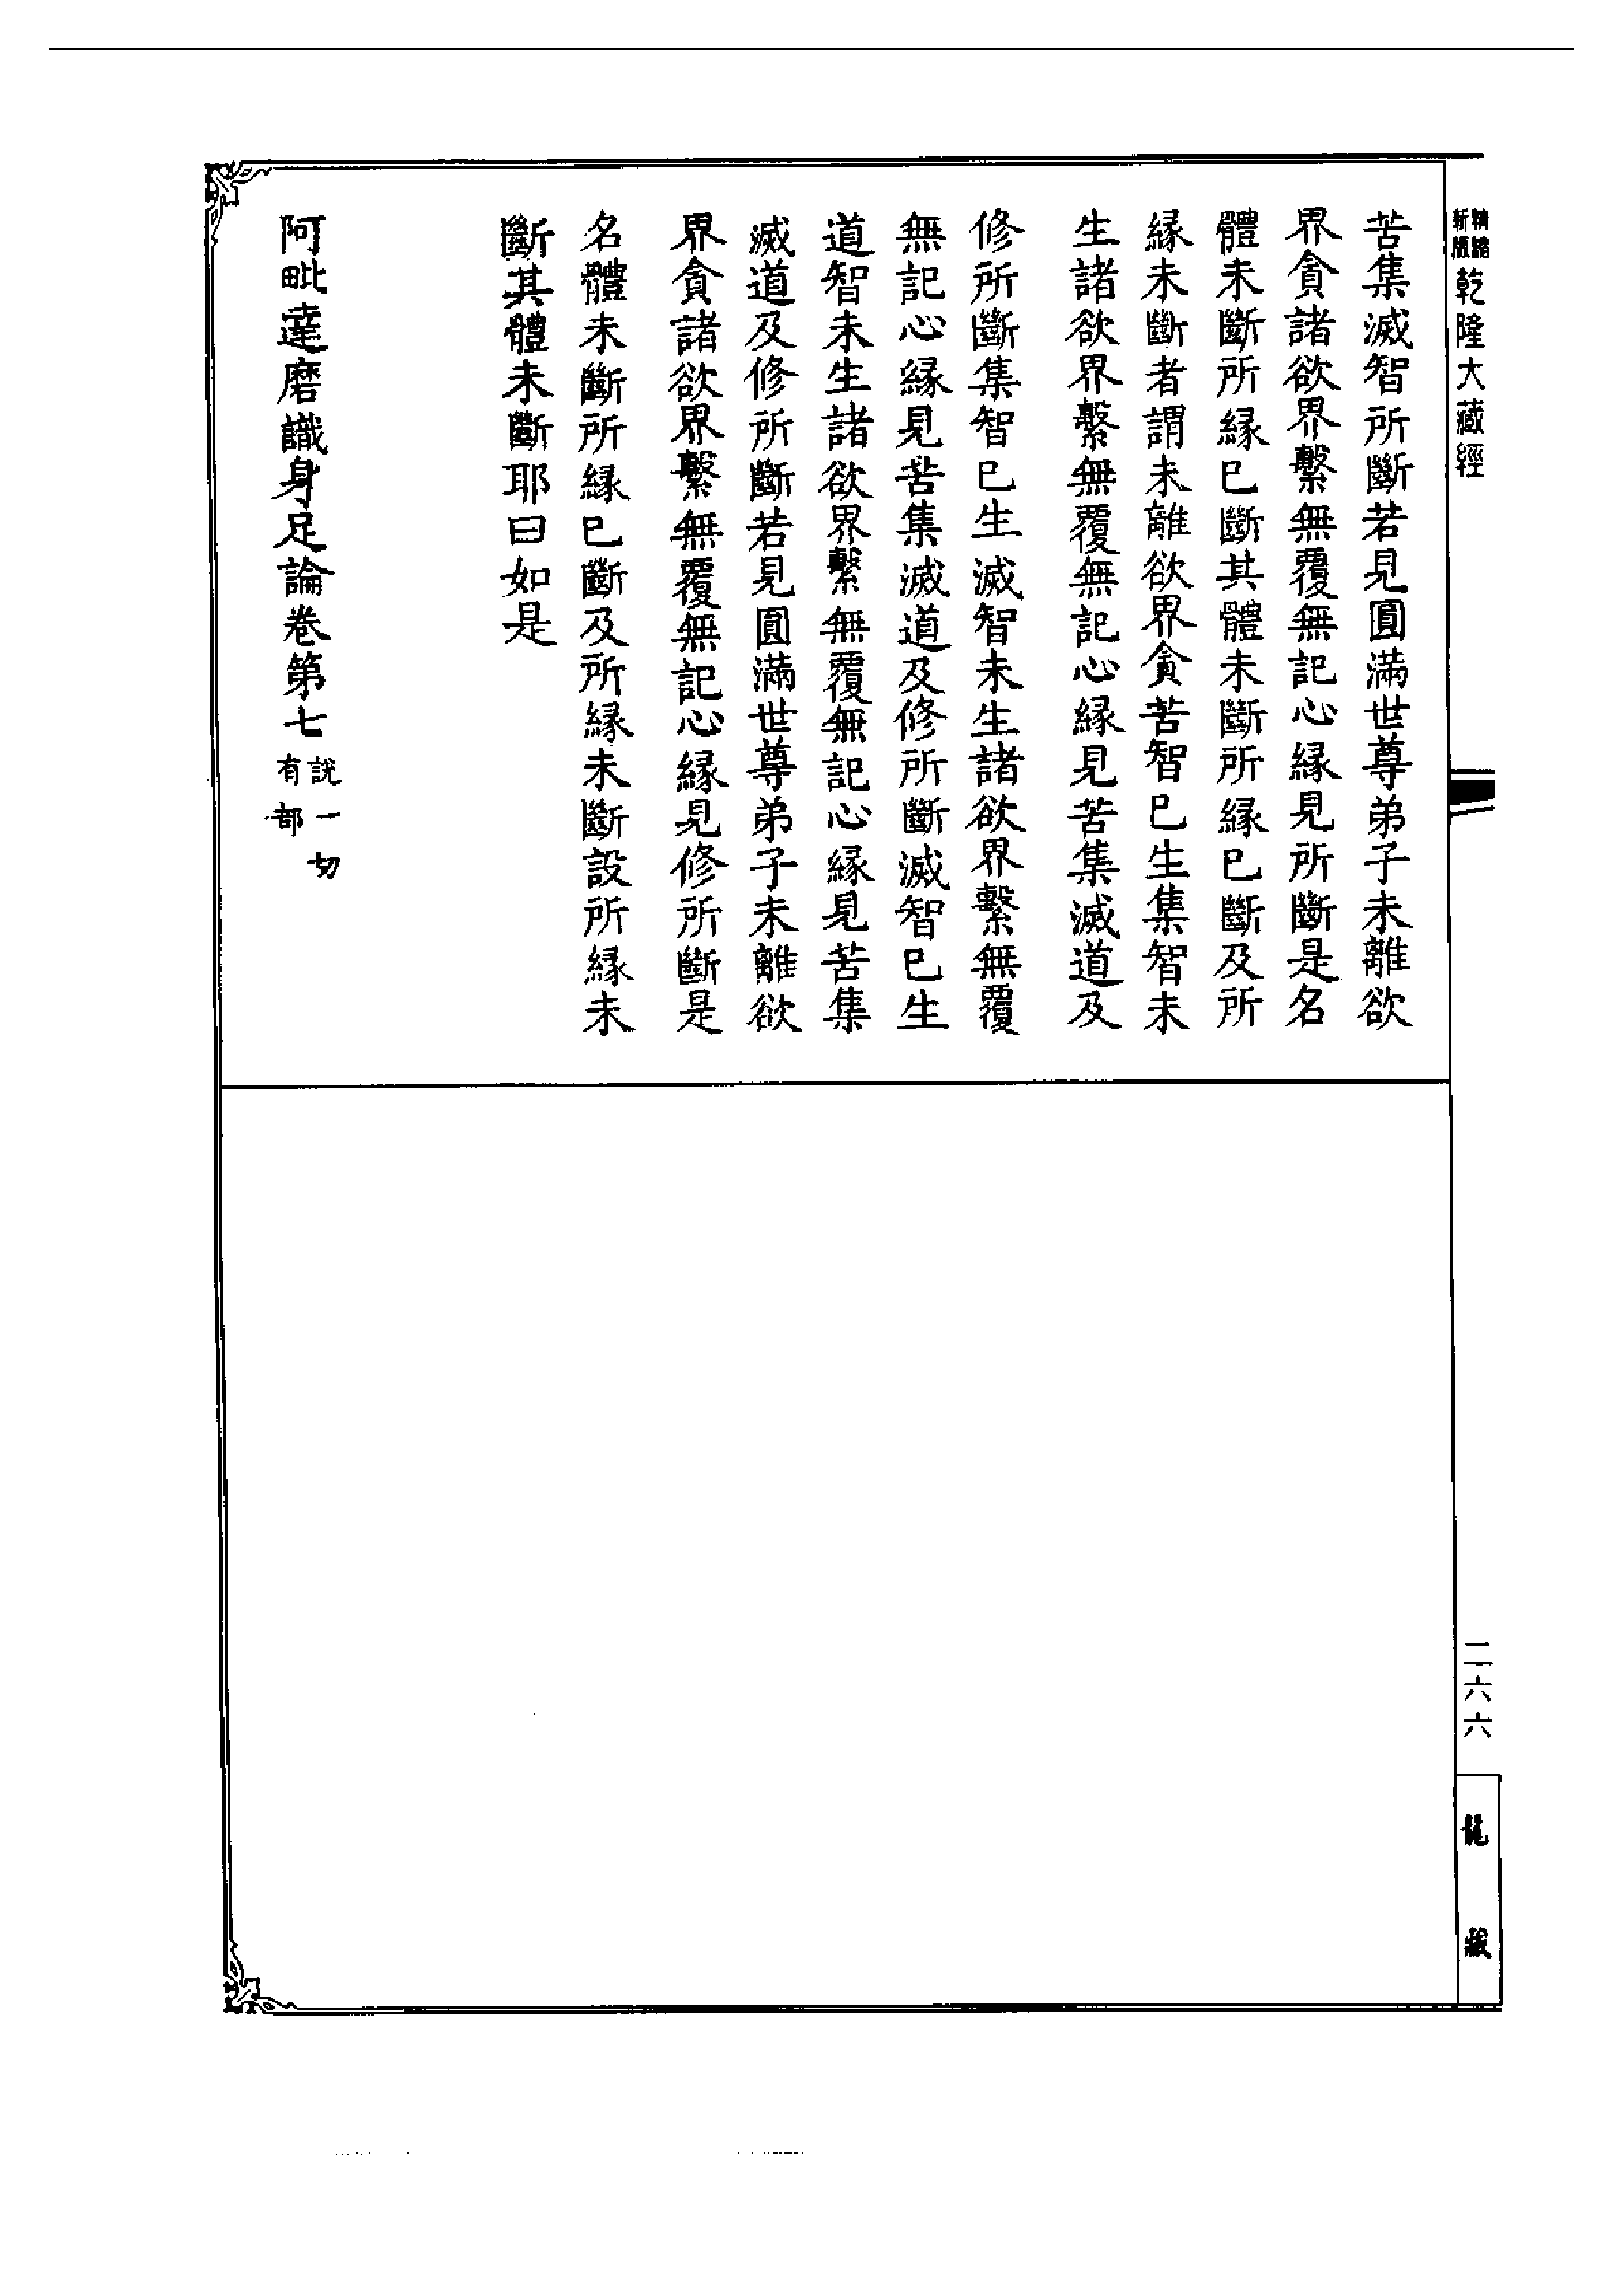 精縮新版 乾隆大藏經
苦集滅智所斷若見圓滿世尊弟子未離欲
界貪諸欲界繫無覆無記心緣見所斷是名
體未斷所緣已斷其體未斷所緣已斷及所
緣未斷者謂未離欲界貪苦智已生集智未
生諸欲界繫無覆無記心緣見苦集滅道及
修所斷集智已生滅智未生諸欲界繫無覆
無記心緣見苦集滅道及修所斷滅智已生
道智未生諸欲界繫無覆無記心緣見苦集
滅道及修所斷若見圓滿世尊弟子未離欲
界貪諸欲界繫無覆無記心緣見修所斷是
名體未斷所緣已斷及所緣未斷設所緣未
斷其體未斷耶曰如是
阿毗達磨識身足論卷第七 說一切有部
二六六
龍藏